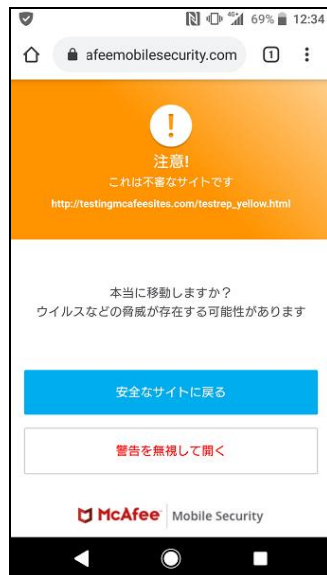 4G 69% 12:34
afeemobilesecurity.com 1
!
注意!
これは不審なサイトです
http://testingmcafeesites.com/testrep_yellow.html
本当に移動しますか?
ウイルスなどの脅威が存在する可能性があります
安全なサイトに戻る
警告を無視して開く
McAfee Mobile Security